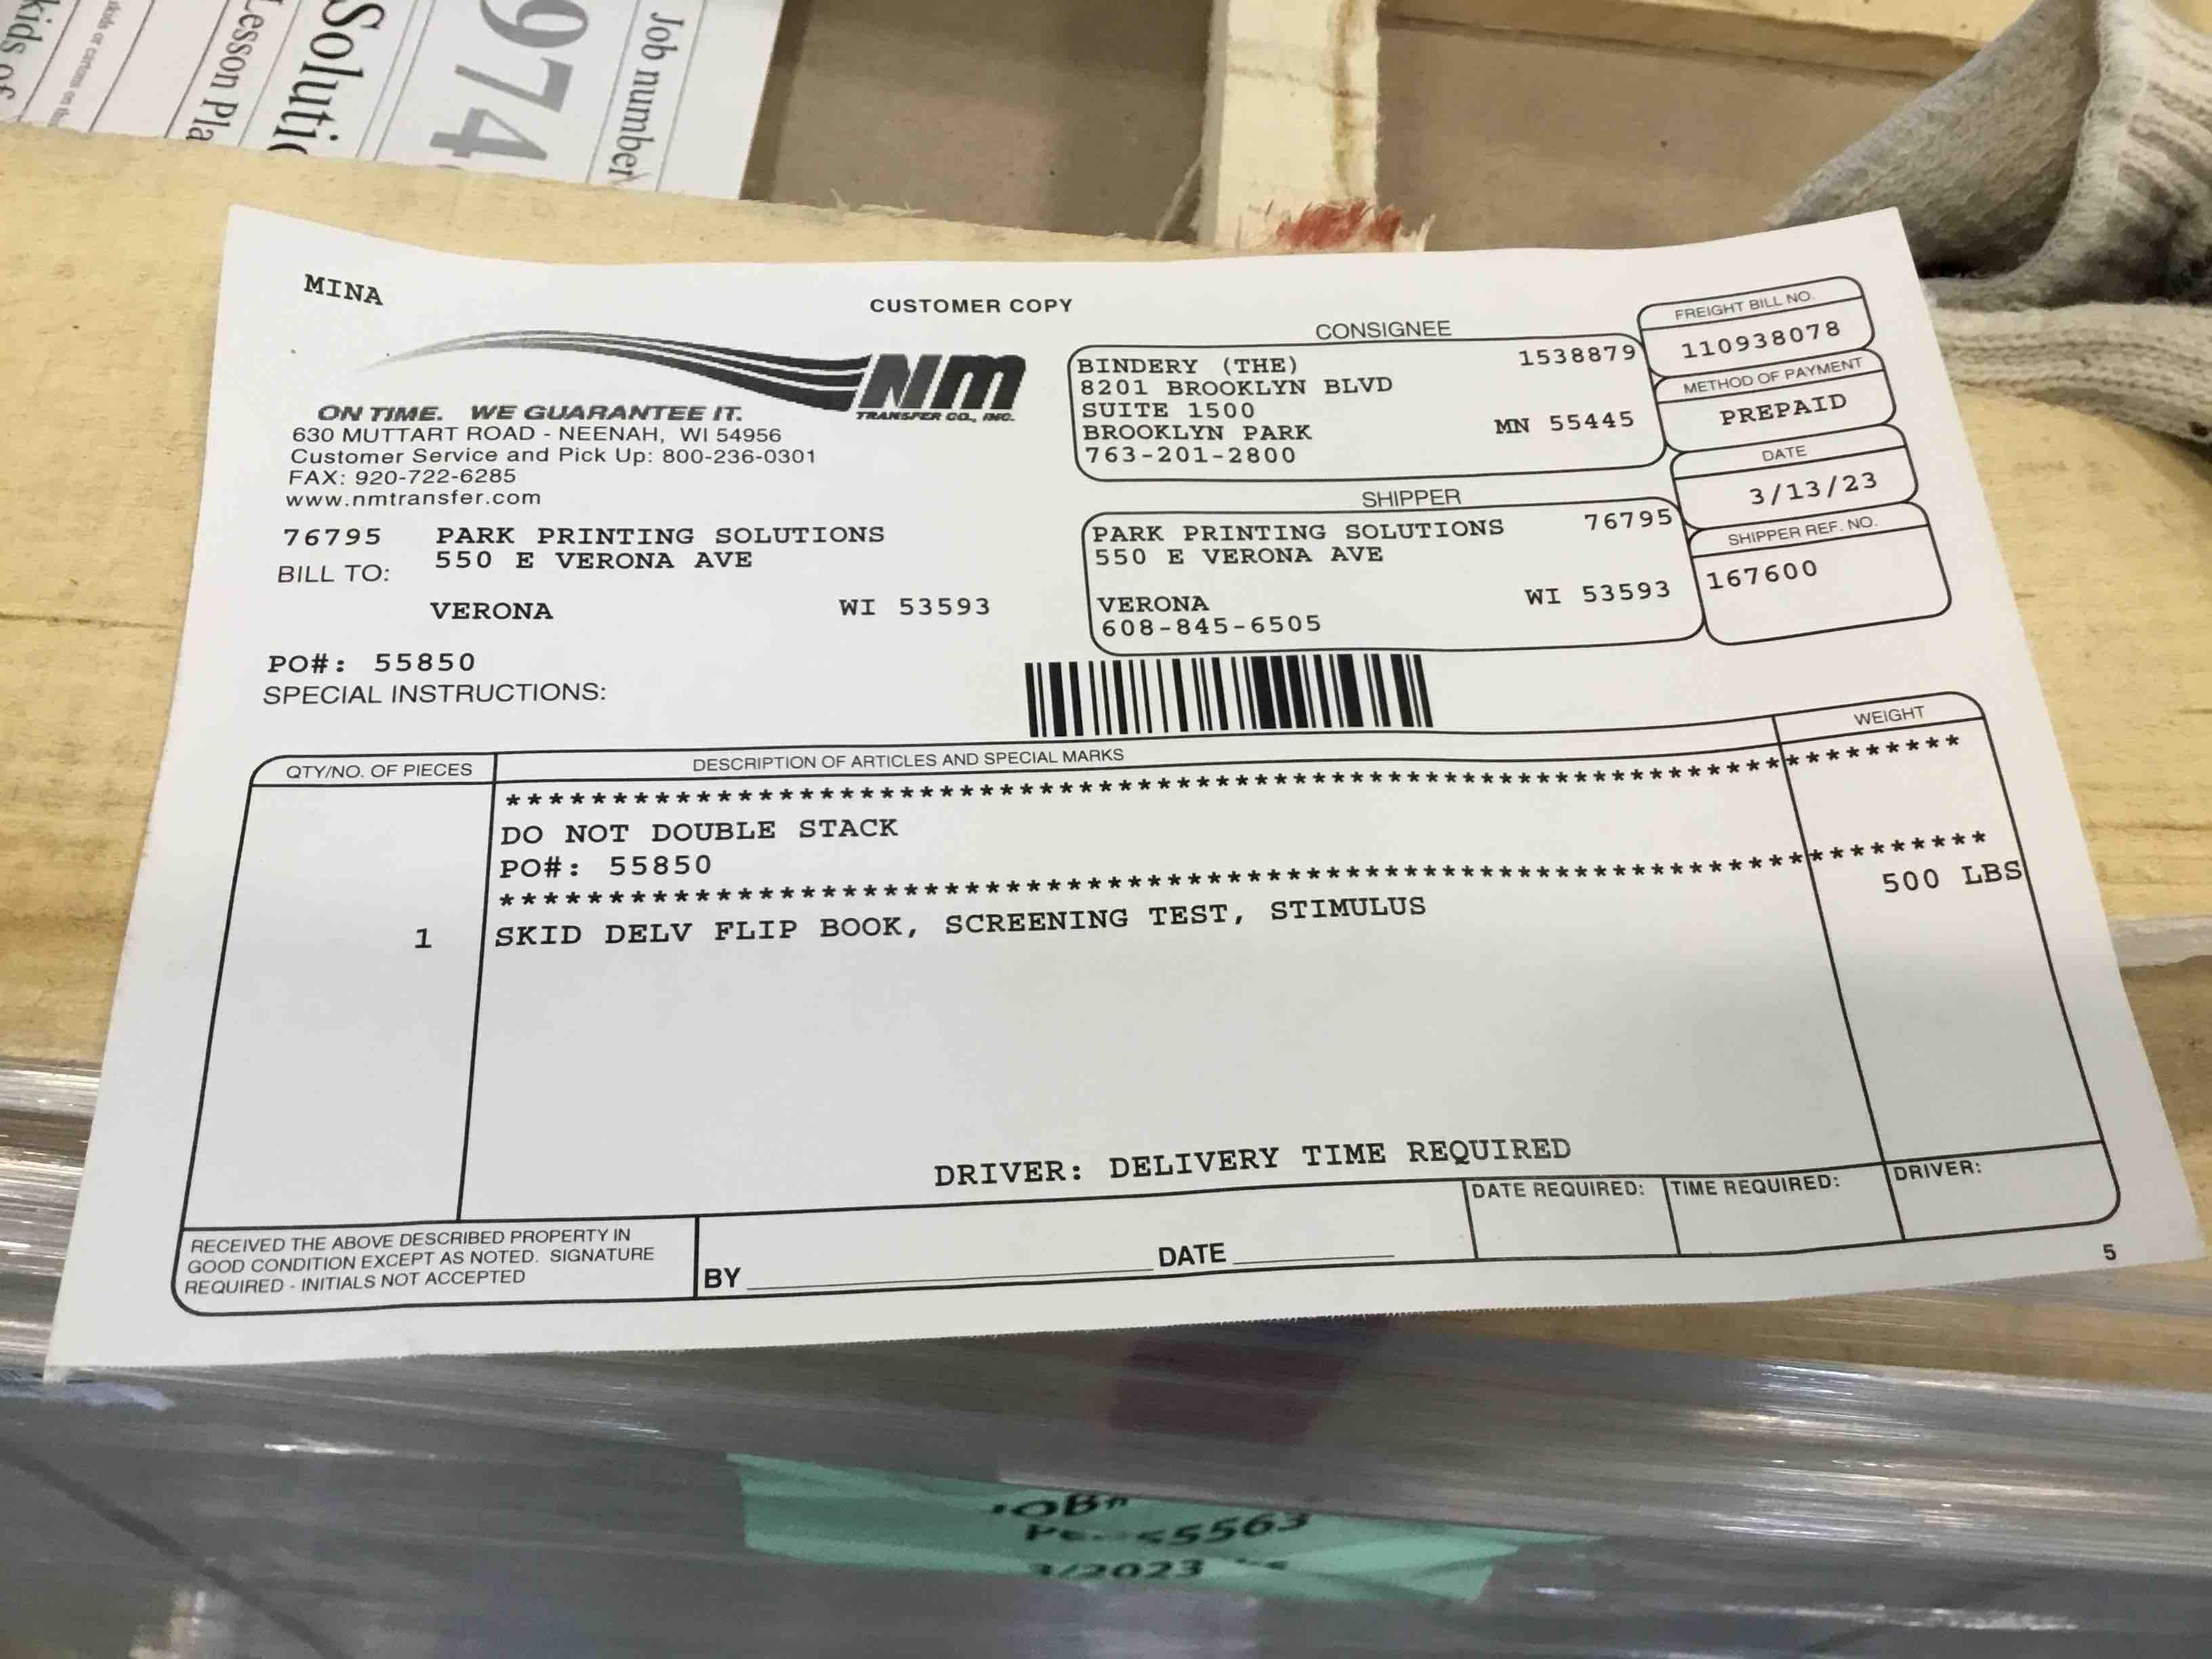 Job number
974
Solutio
Lesson Pla
kids of
MINA
CUSTOMER COPY
NM
TRANSFER CO., INC.
ON TIME. WE GUARANTEE IT.
630 MUTTART ROAD - NEENAH, WI 54956
Customer Service and Pick Up: 800-236-0301
FAX: 920-722-6285
www.nmtransfer.com
76795 PARK PRINTING SOLUTIONS
550 E VERONA AVE
BILL TO:
VERONA WI 53593
PO#: 55850
SPECIAL INSTRUCTIONS:
CONSIGNEE
BINDERY (THE) 1538879
8201 BROOKLYN BLVD
SUITE 1500
BROOKLYN PARK MN 55445
763-201-2800
SHIPPER
PARK PRINTING SOLUTIONS 76795
550 E VERONA AVE
VERONA WI 53593
608-845-6505
FREIGHT BILL NO.
110938078
METHOD OF PAYMENT
PREPAID
DATE
3/13/23
SHIPPER REF. NO.
167600
QTY/NO. OF PIECES DESCRIPTION OF ARTICLES AND SPECIAL MARKS WEIGHT
DO NOT DOUBLE STACK
PO#: 55850
1 SKID DELV FLIP BOOK, SCREENING TEST, STIMULUS 500 LBS
DRIVER: DELIVERY TIME REQUIRED
RECEIVED THE ABOVE DESCRIBED PROPERTY IN
GOOD CONDITION EXCEPT AS NOTED. SIGNATURE
REQUIRED - INITIALS NOT ACCEPTED
BY DATE
DATE REQUIRED: TIME REQUIRED: DRIVER:
5
JOB#
55563
3/2023